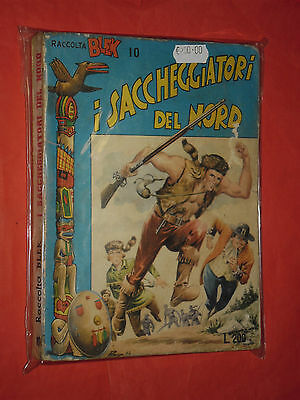 RACCOLTA BLEK 10
I SACCHEGGIATORI
DEL NORD
L. 200
Raccolta BLEK - I SACCHEGGIATORI DEL NORD